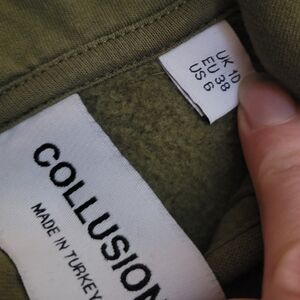 UK 10
EU 38
US 6
COLLUSION
MADE IN TURKEY